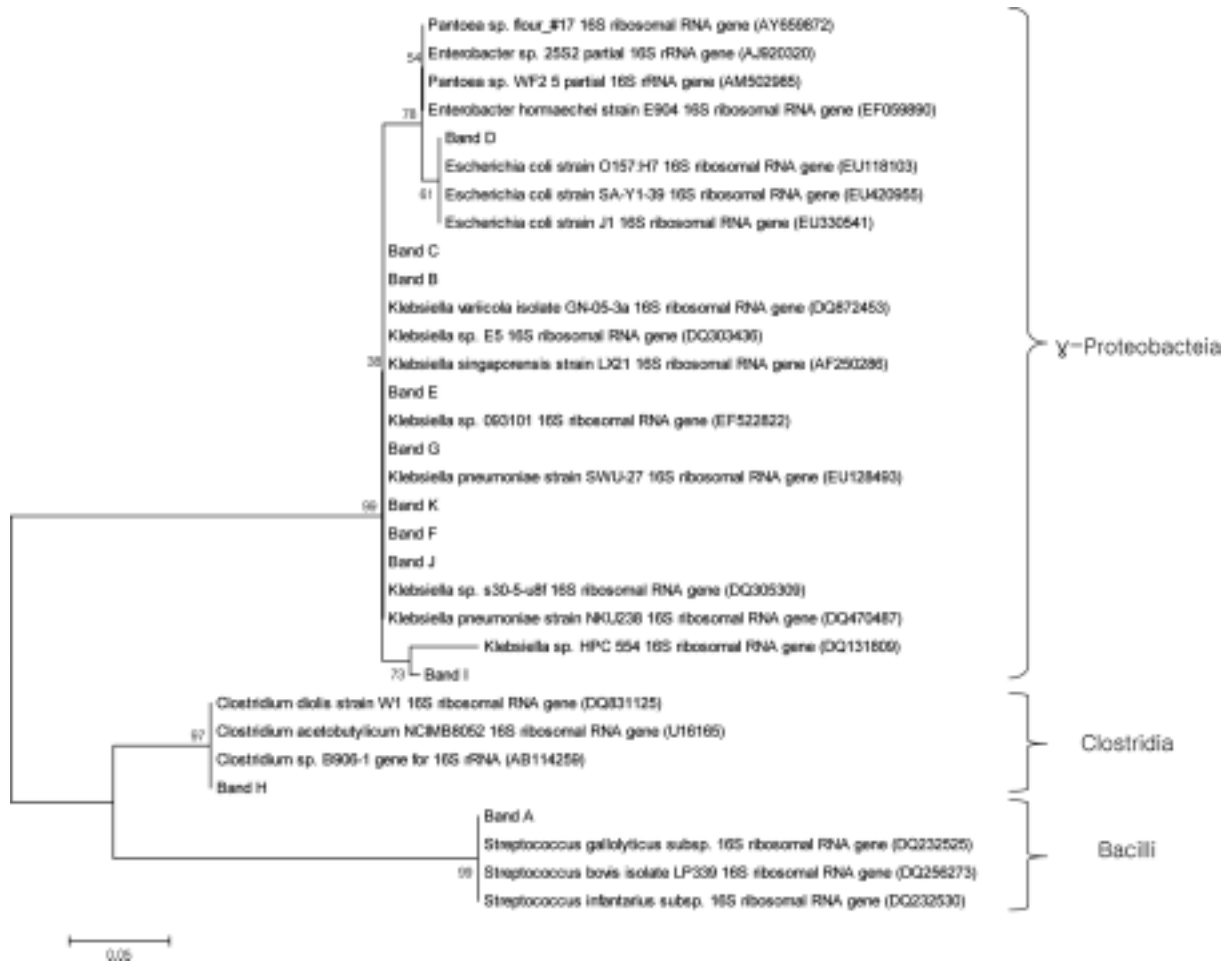 Pantoea sp. flour_#17 16S ribosomal RNA gene (AY659872)
Enterobacter sp. 25S2 partial 16S rRNA gene (AJ920320)
54
Pantoea sp. WF2 5 partial 16S rRNA gene (AM502985)
Enterobacter hormaechei strain E904 16S ribosomal RNA gene (EF059890)
78
Band D
Escherichia coli strain O157:H7 16S ribosomal RNA gene (EU118103)
Escherichia coli strain SA-Y1-39 16S ribosomal RNA gene (EU420955)
61
Escherichia coli strain J1 16S ribosomal RNA gene (EU330541)
Band C
Band B
Klebsiella variicola isolate GN-05-3a 16S ribosomal RNA gene (DQ872453)
Klebsiella sp. E5 16S ribosomal RNA gene (DQ303436)
ɣ-Proteobacteia
38
Klebsiella singaporensis strain LX21 16S ribosomal RNA gene (AF250286)
Band E
Klebsiella sp. 093101 16S ribosomal RNA gene (EF522822)
Band G
Klebsiella pneumoniae strain SWU-27 16S ribosomal RNA gene (EU128493)
99
Band K
Band F
Band J
Klebsiella sp. s30-5-u8f 16S ribosomal RNA gene (DQ305309)
Klebsiella pneumoniae strain NKU238 16S ribosomal RNA gene (DQ470487)
Klebsiella sp. HPC 554 16S ribosomal RNA gene (DQ131809)
73
Band I
Clostridium diolis strain W1 16S ribosomal RNA gene (DQ831125)
97
Clostridium acetobutylicum NCIMB8052 16S ribosomal RNA gene (U16165)
Clostridia
Clostridium sp. B906-1 gene for 16S rRNA (AB114259)
Band H
Band A
Streptococcus gallolyticus subsp. 16S ribosomal RNA gene (DQ232525)
Bacilli
99
Streptococcus bovis isolate LP339 16S ribosomal RNA gene (DQ256273)
Streptococcus infantarius subsp. 16S ribosomal RNA gene (DQ232530)
0.05